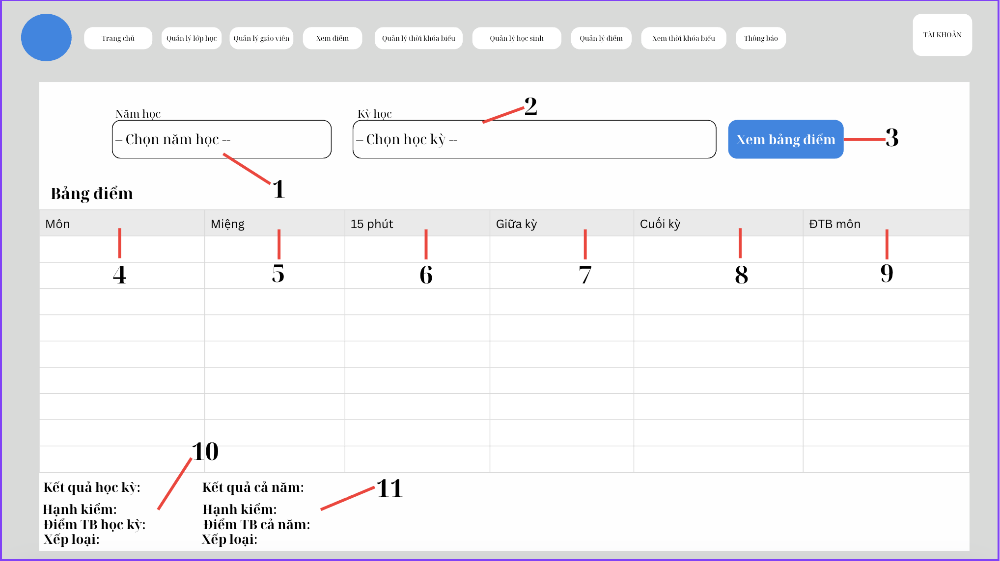 Trang chủ Quản lý lớp học Quản lý giáo viên Xem điểm Quản lý thời khóa biểu Quản lý học sinh Quản lý điểm Xem thời khóa biểu Thông báo TÀI KHOẢN
Năm học Kỳ học 2
– Chọn năm học -- – Chọn học kỳ -- Xem bảng điểm 3
1
Bảng điểm
Môn Miệng 15 phút Giữa kỳ Cuối kỳ ĐTB môn
4 5 6 7 8 9
10
Kết quả học kỳ: Kết quả cả năm: 11
Hạnh kiểm: Hạnh kiểm:
Điểm TB học kỳ: Điểm TB cả năm:
Xếp loại: Xếp loại: